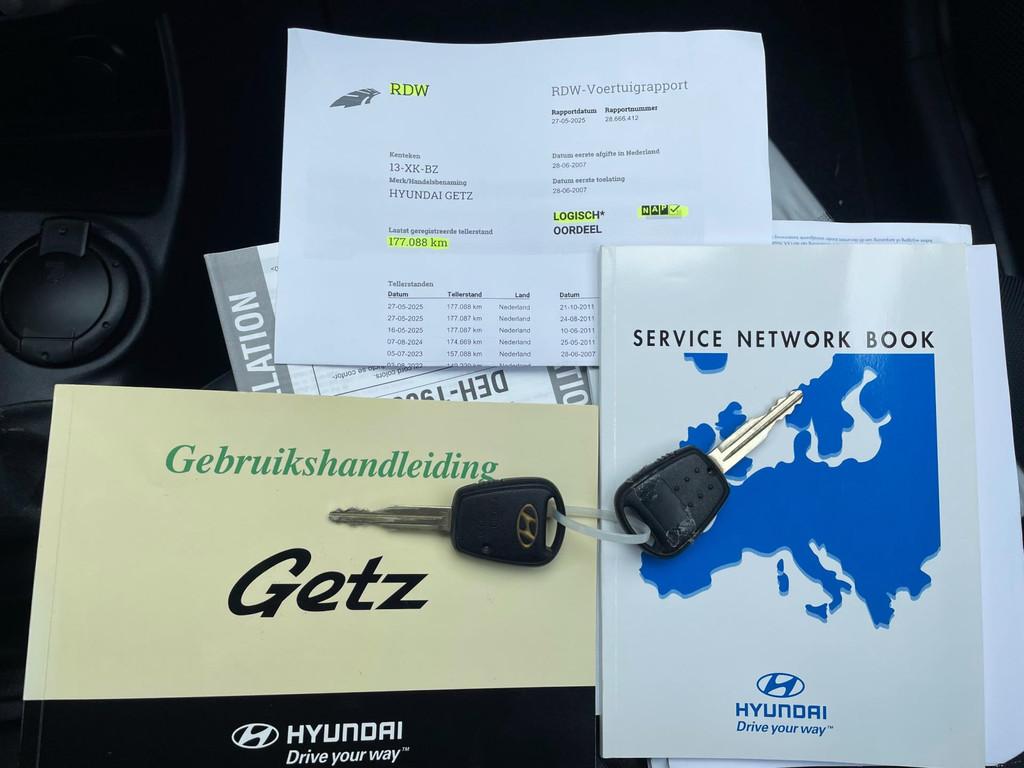 RDW
RDW-Voertuigrapport
Rapportdatum Rapportnummer
27-05-2025 28.666.412
Kenteken
13-XK-BZ
Merk/Handelsbenaming
HYUNDAI GETZ
Datum eerste afgifte in Nederland
28-06-2007
Datum eerste toelating
28-06-2007
LOGISCH*
OORDEEL
NAP
Laatst geregistreerde tellerstand
177.088 km
Tellerstanden
Datum Tellerstand Land Datum
27-05-2025 177.088 km Nederland 21-10-2011
27-05-2025 177.087 km Nederland 24-08-2011
16-05-2025 177.087 km Nederland 10-06-2011
07-08-2024 174.669 km Nederland 25-05-2011
05-07-2023 157.088 km Nederland 28-06-2007
LATION
DEH-19
SERVICE NETWORK BOOK
HYUNDAI
Drive your way™
Gebruikshandleiding
Getz
HYUNDAI
Drive your way™